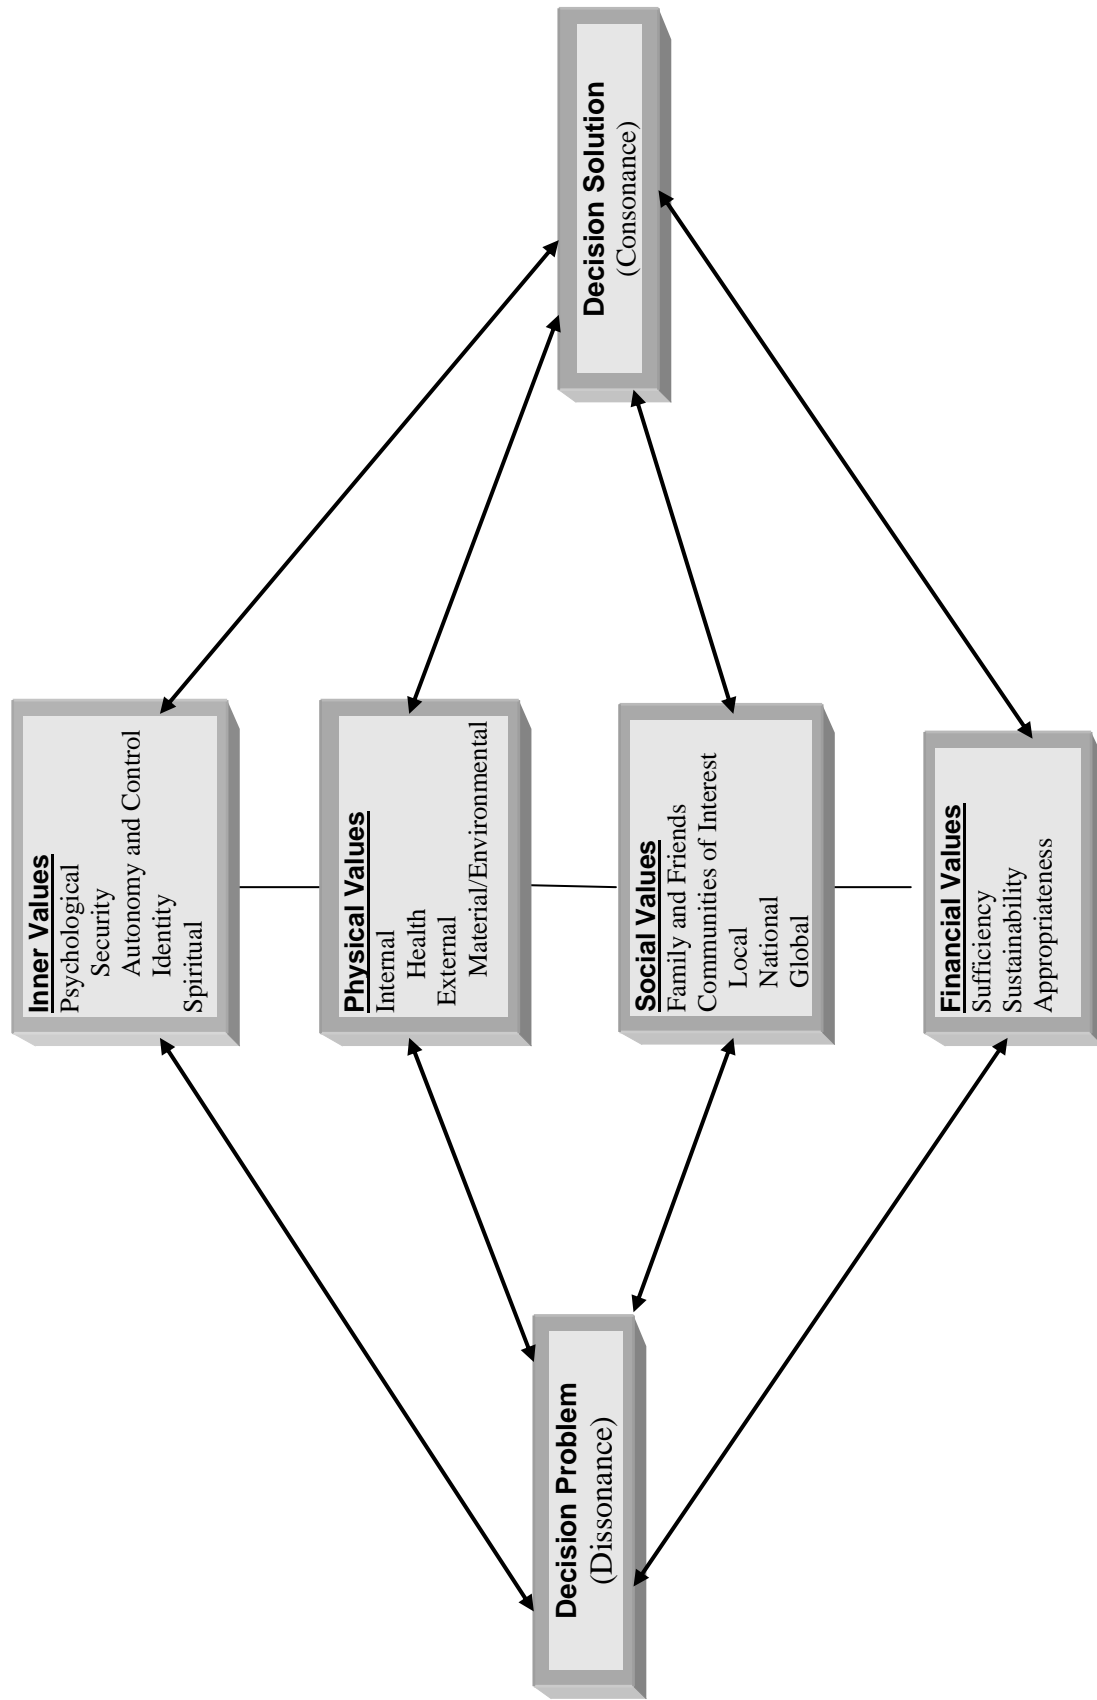 Inner Values
Psychological
Security
Autonomy and Control
Identity
Spiritual
Physical Values
Internal
Health
External
Material/Environmental
Social Values
Family and Friends
Communities of Interest
Local
National
Global
Financial Values
Sufficiency
Sustainability
Appropriateness
Decision Problem
(Dissonance)
Decision Solution
(Consonance)